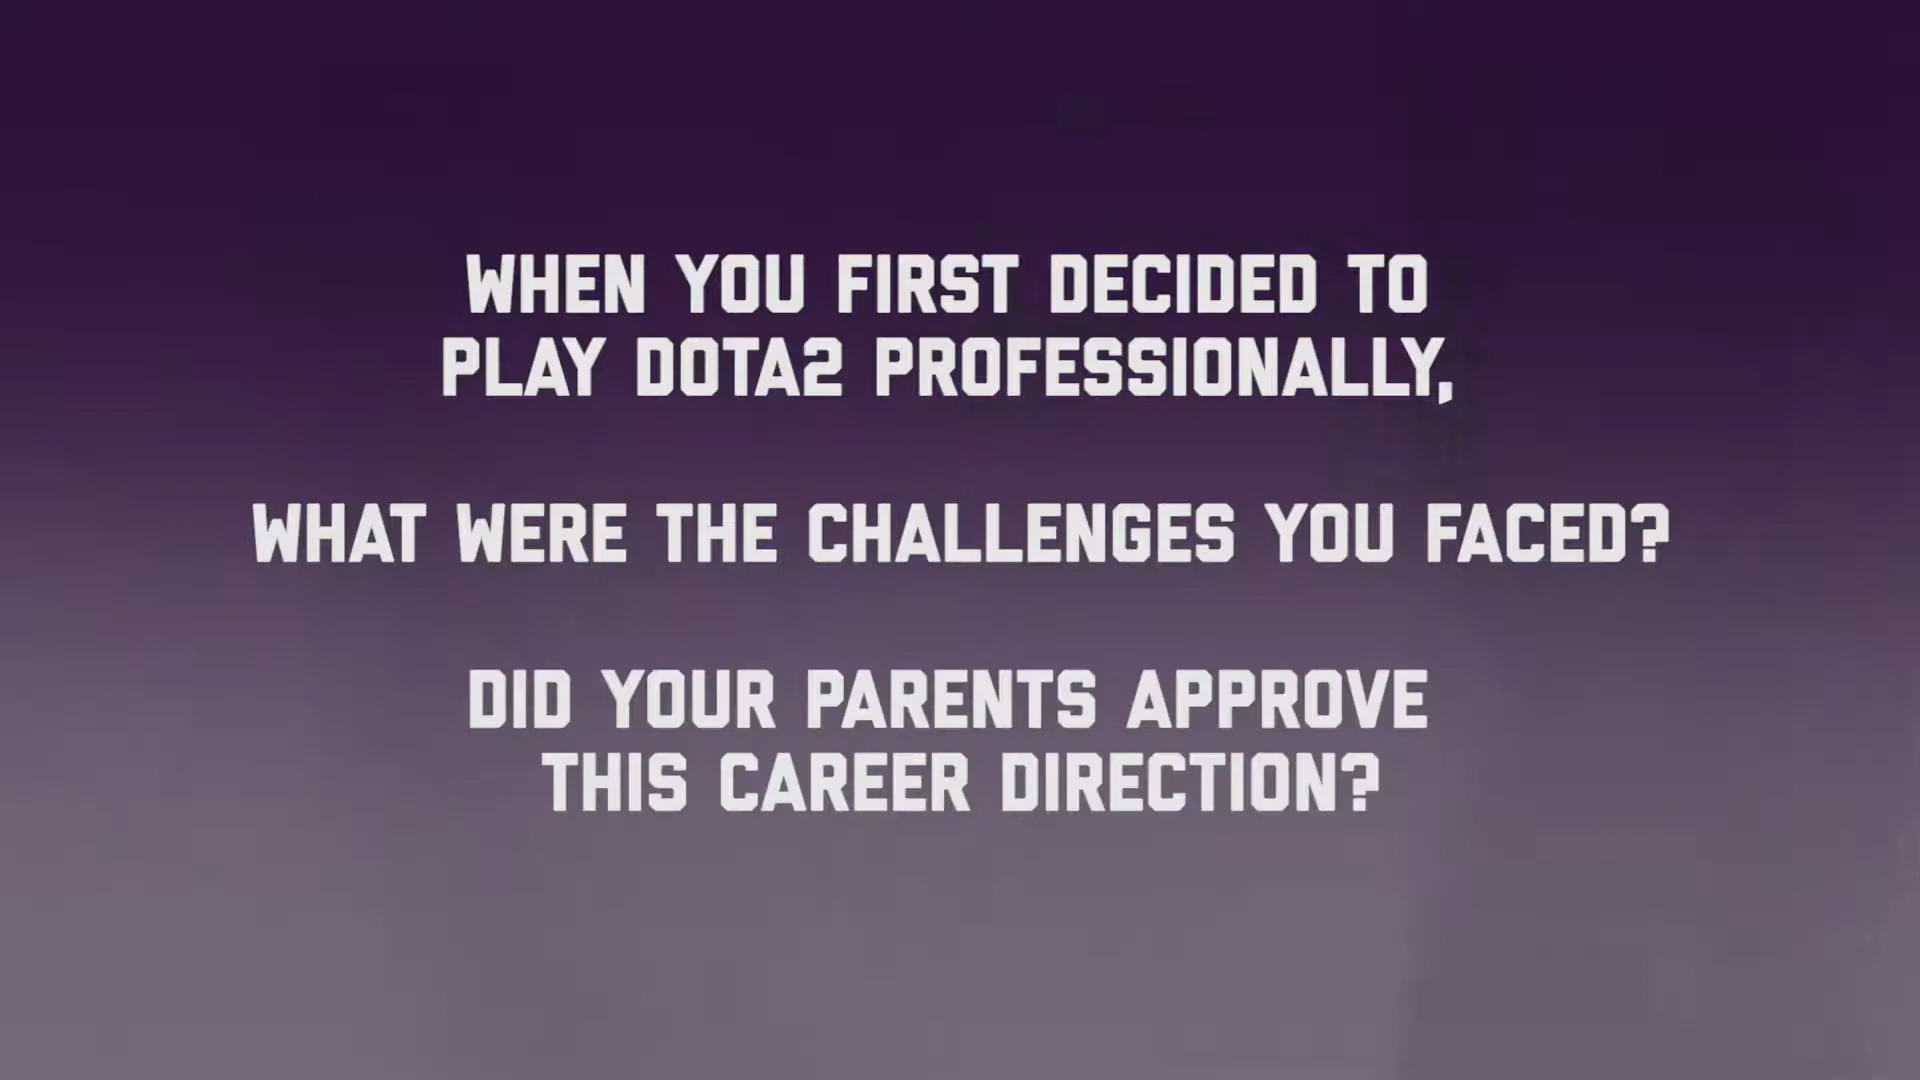 WHEN YOU FIRST DECIDED TO
PLAY DOTA2 PROFESSIONALLY,
WHAT WERE THE CHALLENGES YOU FACED?
DID YOUR PARENTS APPROVE
THIS CAREER DIRECTION?